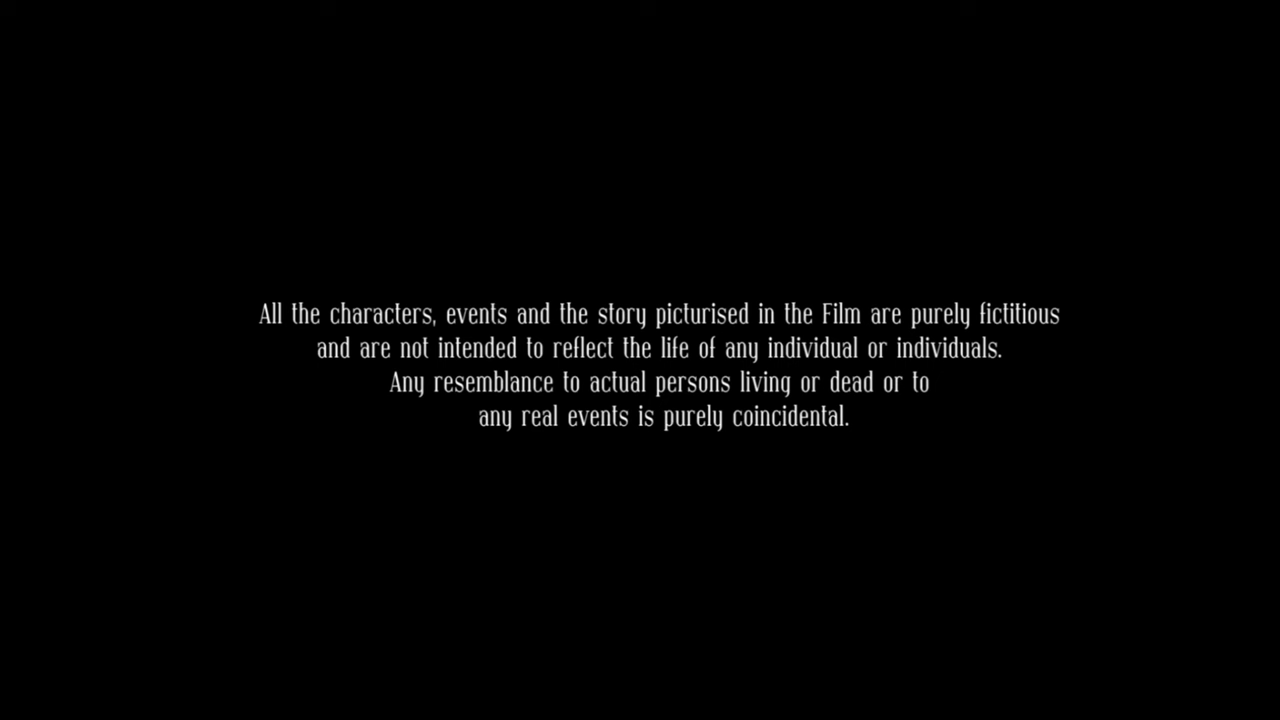 All the characters, events and the story picturised in the Film are purely fictitious
and are not intended to reflect the life of any individual or individuals.
Any resemblance to actual persons living or dead or to
any real events is purely coincidental.